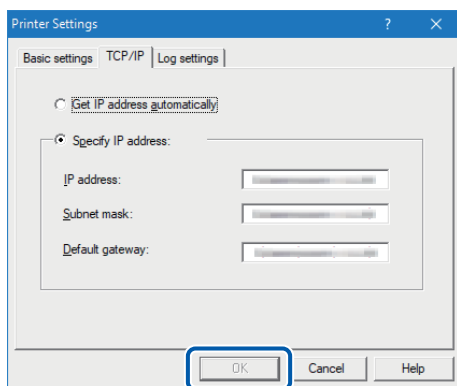 Printer Settings
Basic settings TCP/IP Log settings
Get IP address automatically
Specify IP address:
IP address:
Subnet mask:
Default gateway:
OK Cancel Help